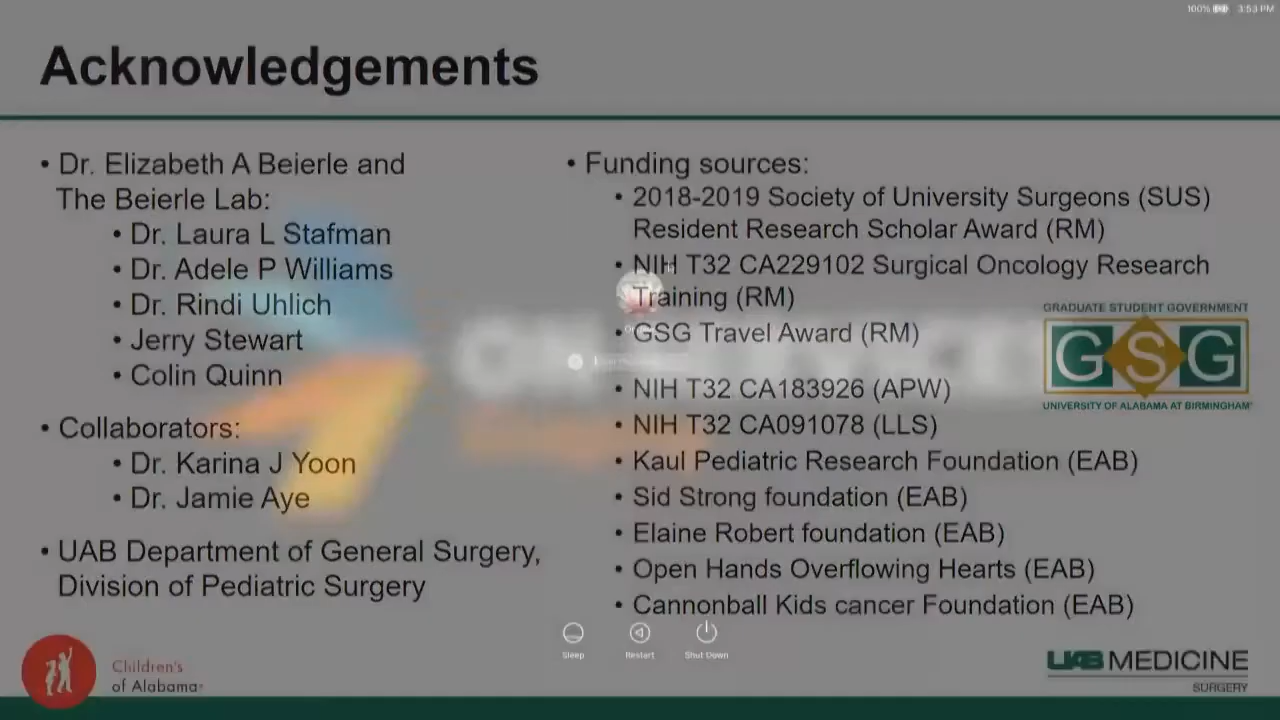 100% 3:53 PM
Acknowledgements
• Dr. Elizabeth A Beierle and
The Beierle Lab:
• Dr. Laura L Stafman
• Dr. Adele P Williams
• Dr. Rindi Uhlich
• Jerry Stewart
• Colin Quinn
• Collaborators:
• Dr. Karina J Yoon
• Dr. Jamie Aye
• UAB Department of General Surgery,
Division of Pediatric Surgery
• Funding sources:
• 2018-2019 Society of University Surgeons (SUS)
Resident Research Scholar Award (RM)
• NIH T32 CA229102 Surgical Oncology Research
Training (RM)
• GSG Travel Award (RM)
• NIH T32 CA183926 (APW)
• NIH T32 CA091078 (LLS)
• Kaul Pediatric Research Foundation (EAB)
• Sid Strong foundation (EAB)
• Elaine Robert foundation (EAB)
• Open Hands Overflowing Hearts (EAB)
• Cannonball Kids cancer Foundation (EAB)
GRADUATE STUDENT GOVERNMENT
GSG
UNIVERSITY OF ALABAMA AT BIRMINGHAM
Sleep Restart Shut Down
Children's
of Alabama
UAB MEDICINE
SURGERY